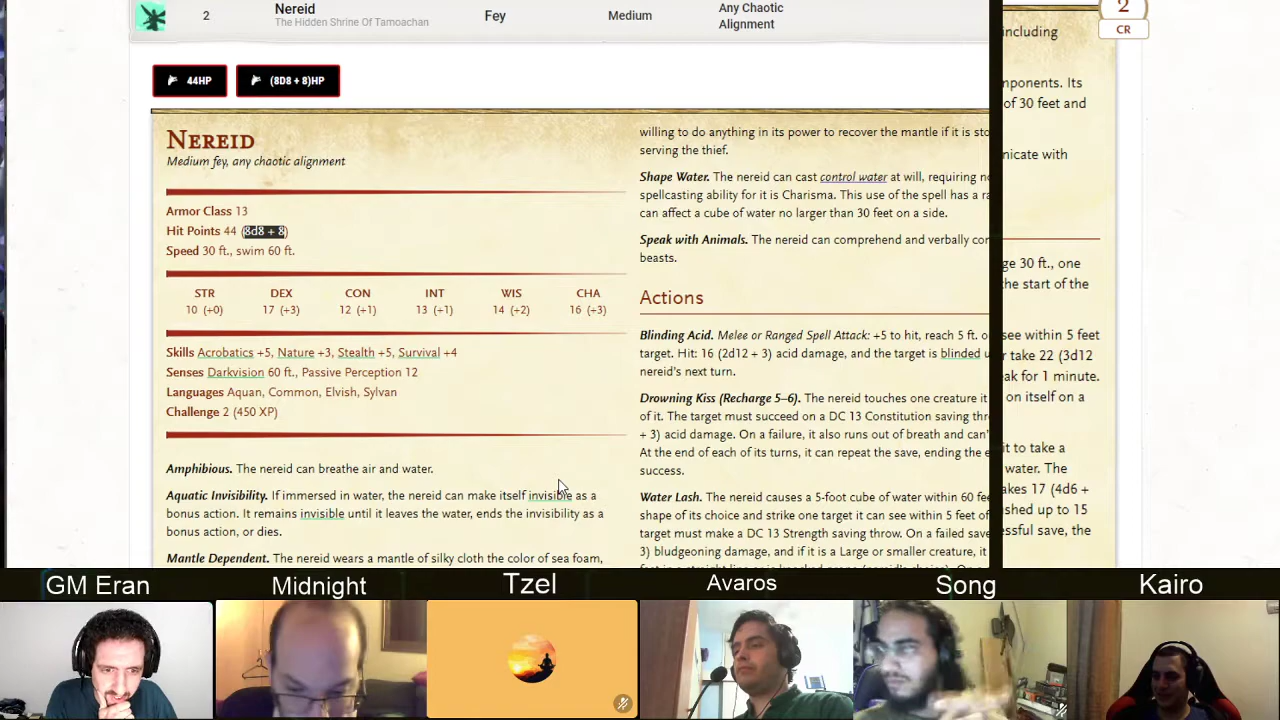 2
Nereid
The Hidden Shrine Of Tamoachan
Fey
Medium
Any Chaotic
Alignment
2
CR
44HP
(8D8 + 8)HP
NEREID
Medium fey, any chaotic alignment
Armor Class 13
Hit Points 44 (8d8 + 8)
Speed 30 ft., swim 60 ft.
STR DEX CON INT WIS CHA
10 (+0) 17 (+3) 12 (+1) 13 (+1) 14 (+2) 16 (+3)
Skills Acrobatics +5, Nature +3, Stealth +5, Survival +4
Senses Darkvision 60 ft., Passive Perception 12
Languages Aquan, Common, Elvish, Sylvan
Challenge 2 (450 XP)
Amphibious. The nereid can breathe air and water.
Aquatic Invisibility. If immersed in water, the nereid can make itself invisible as a
bonus action. It remains invisible until it leaves the water, ends the invisibility as a
bonus action, or dies.
Mantle Dependent. The nereid wears a mantle of silky cloth the color of sea foam,
willing to do anything in its power to recover the mantle if it is
serving the thief.
Shape Water. The nereid can cast control water at will, requiring
spellcasting ability for it is Charisma. This use of the spell has a
can affect a cube of water no larger than 30 feet on a side.
Speak with Animals. The nereid can comprehend and verbally
beasts.
Actions
Blinding Acid. Melee or Ranged Spell Attack: +5 to hit, reach 5 ft.
target. Hit: 16 (2d12 + 3) acid damage, and the target is blinded
nereid's next turn.
Drowning Kiss (Recharge 5–6). The nereid touches one creature it
of it. The target must succeed on a DC 13 Constitution saving
+ 3) acid damage. On a failure, it also runs out of breath and can'
At the end of each of its turns, it can repeat the save, ending the
success.
Water Lash. The nereid causes a 5-foot cube of water within 60
shape of its choice and strike one target it can see within 5 feet of
target must make a DC 13 Strength saving throw. On a failed
3) bludgeoning damage, and if it is a Large or smaller creature, it
including
mponents. Its
of 30 feet and
nicate with
ge 30 ft., one
the start of the
see within 5 feet
take 22 (3d12
eak for 1 minute.
on itself on a
it to take a
water. The
akes 17 (4d6 +
shed up to 15
essful save, the
GM Eran
Midnight
Tzel
Avaros
Song
Kairo